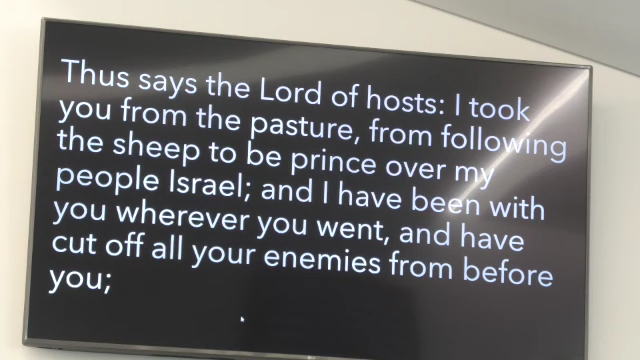 Thus says the Lord of hosts: I took
you from the pasture, from following
the sheep to be prince over my
people Israel; and I have been with
you wherever you went, and have
cut off all your enemies from before
you;